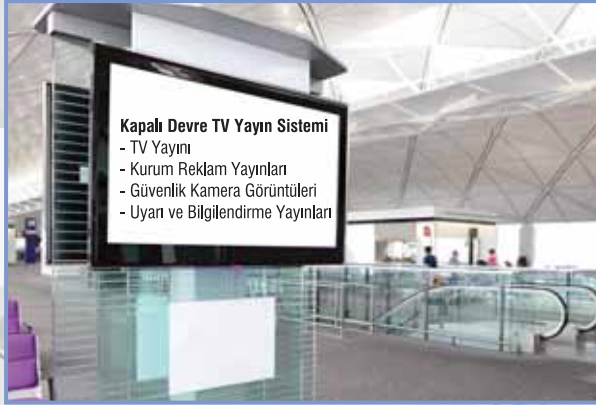 Kapalı Devre TV Yayın Sistemi
- TV Yayını
- Kurum Reklam Yayınları
- Güvenlik Kamera Görüntüleri
- Uyarı ve Bilgilendirme Yayınları